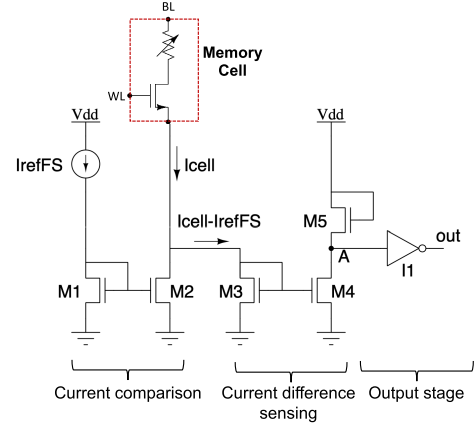 BL
Memory
Cell
WL
Vdd
Vdd
IrefFS
Icell
Icell-IrefFS
M5
out
A
I1
M1
M2
M3
M4
Current comparison
Current difference
sensing
Output stage